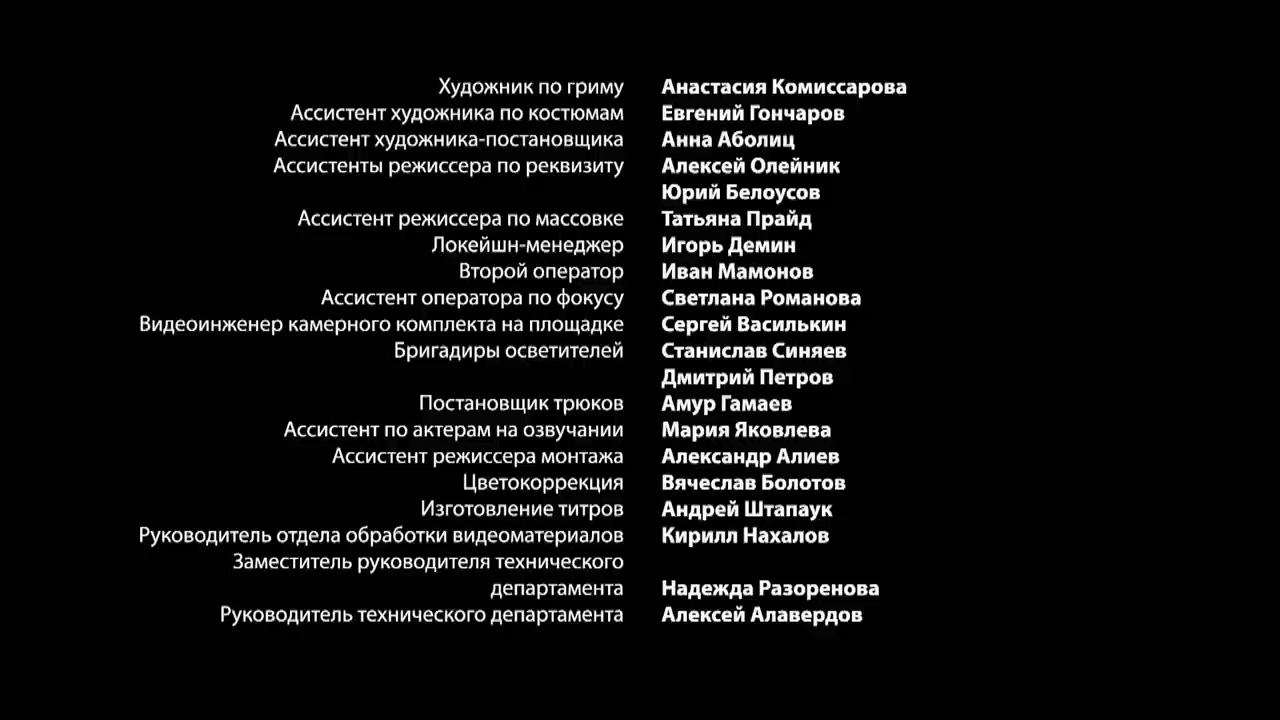 Художник по гриму Анастасия Комиссарова
Ассистент художника по костюмам Евгений Гончаров
Ассистент художника-постановщика Анна Аболиц
Ассистенты режиссера по реквизиту Алексей Олейник
Юрий Белоусов
Ассистент режиссера по массовке Татьяна Прайд
Локейшн-менеджер Игорь Демин
Второй оператор Иван Мамонов
Ассистент оператора по фокусу Светлана Романова
Видеоинженер камерного комплекта на площадке Сергей Василькин
Бригадиры осветителей Станислав Синяев
Дмитрий Петров
Постановщик трюков Амур Гамаев
Ассистент по актерам на озвучании Мария Яковлева
Ассистент режиссера монтажа Александр Алиев
Цветокоррекция Вячеслав Болотов
Изготовление титров Андрей Штапаук
Руководитель отдела обработки видеоматериалов Кирилл Нахалов
Заместитель руководителя технического
департамента Надежда Разоренова
Руководитель технического департамента Алексей Алавердов